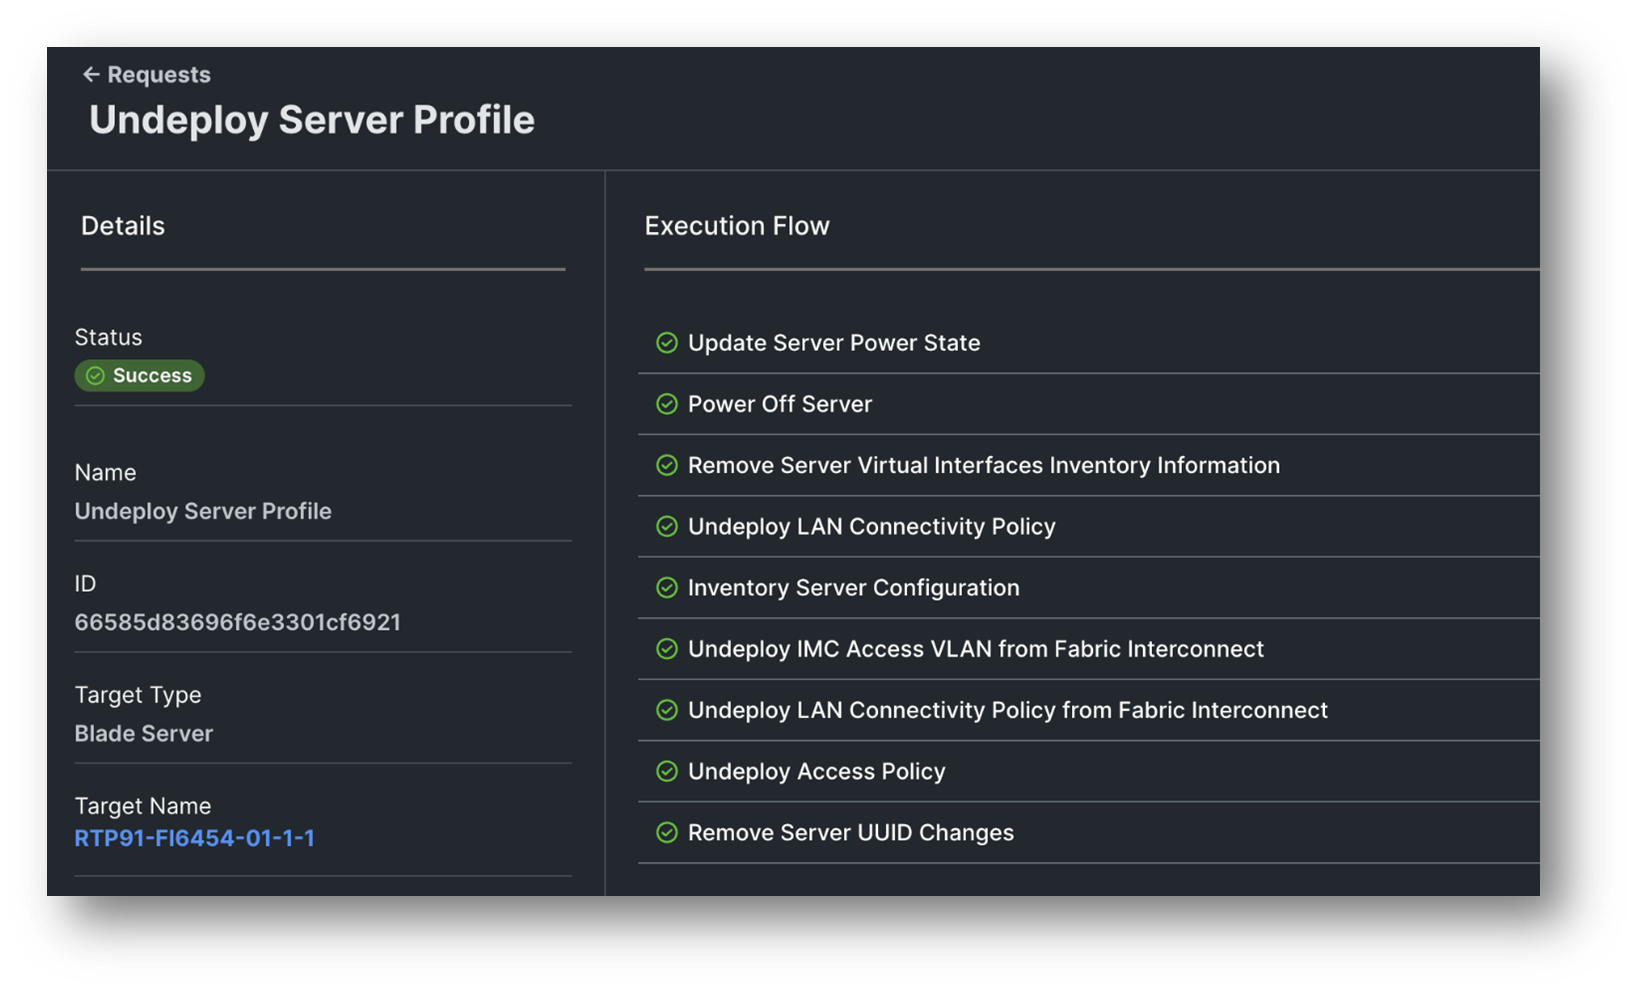 ← Requests
Undeploy Server Profile
Details
Status
Success
Name
Undeploy Server Profile
ID
66585d83696f6e3301cf6921
Target Type
Blade Server
Target Name
RTP91-FI6454-01-1-1
Execution Flow
Update Server Power State
Power Off Server
Remove Server Virtual Interfaces Inventory Information
Undeploy LAN Connectivity Policy
Inventory Server Configuration
Undeploy IMC Access VLAN from Fabric Interconnect
Undeploy LAN Connectivity Policy from Fabric Interconnect
Undeploy Access Policy
Remove Server UUID Changes